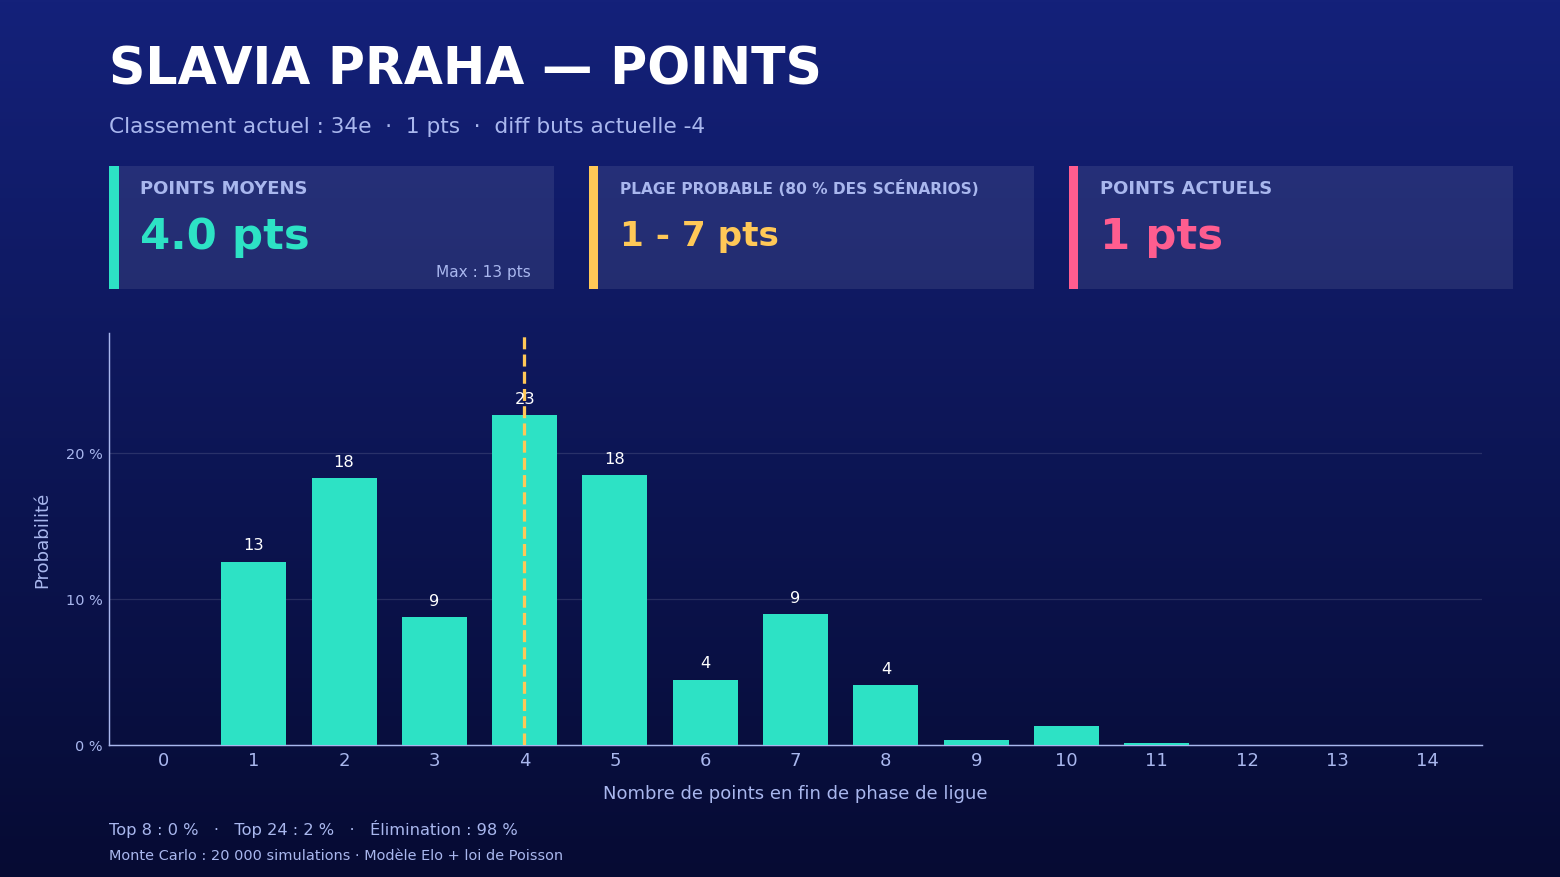 SLAVIA PRAHA — POINTS
Classement actuel : 34e · 1 pts · diff buts actuelle -4
POINTS MOYENS
4.0 pts
Max : 13 pts
PLAGE PROBABLE (80 % DES SCÉNARIOS)
1 - 7 pts
POINTS ACTUELS
1 pts
Probabilité
20 %
10 %
0 %
13
18
9
23
18
4
9
4
0 1 2 3 4 5 6 7 8 9 10 11 12 13 14
Nombre de points en fin de phase de ligue
Top 8 : 0 % · Top 24 : 2 % · Élimination : 98 %
Monte Carlo : 20 000 simulations · Modèle Elo + loi de Poisson